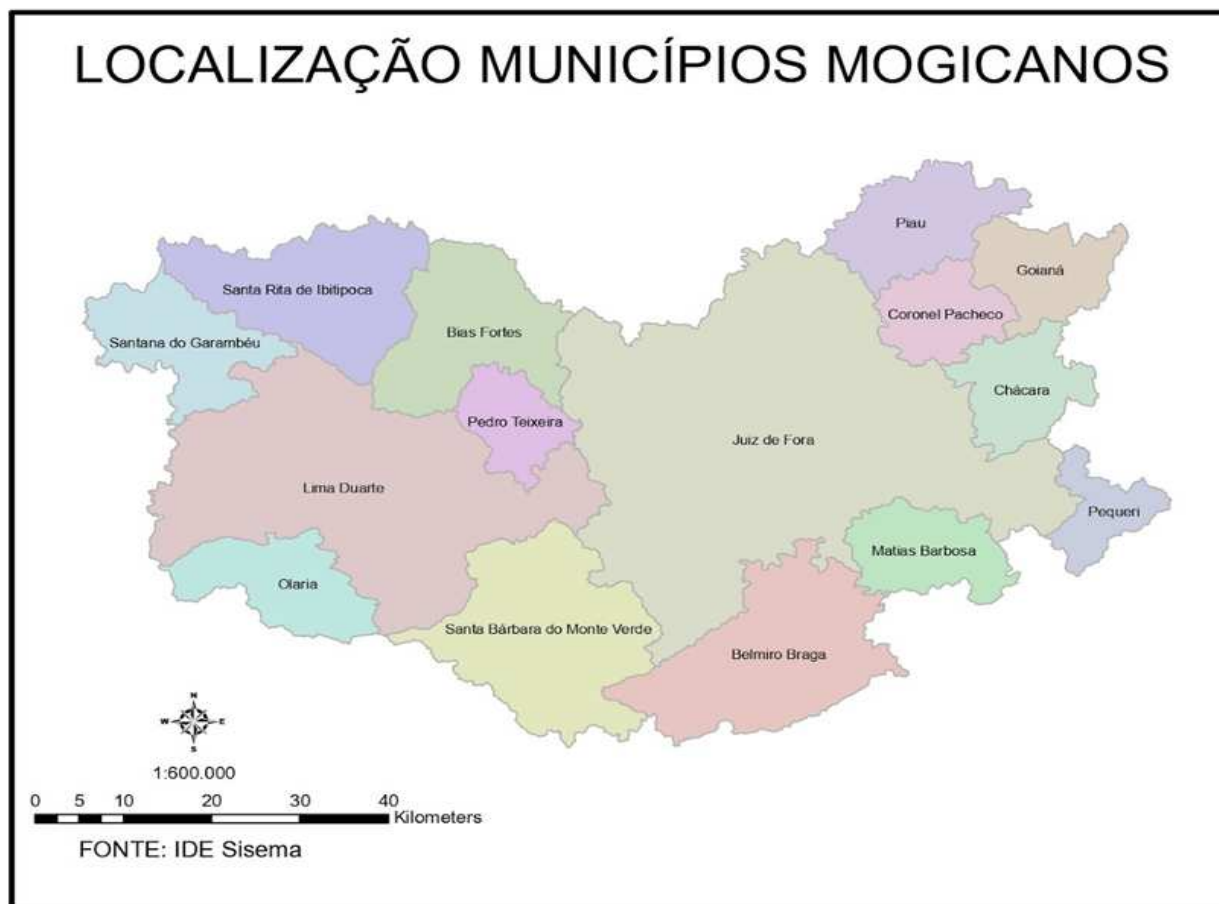 LOCALIZAÇÃO MUNICÍPIOS MOGICANOS
Piau
Goianá
Santa Rita de Ibitipoca
Coronel Pacheco
Bias Fortes
Santana do Garambéu
Chácara
Pedro Teixeira
Juiz de Fora
Lima Duarte
Pequeri
Matias Barbosa
Olaria
Santa Bárbara do Monte Verde
Belmiro Braga
N
W E
S
1:600.000
0 5 10 20 30 40
Kilometers
FONTE: IDE Sisema